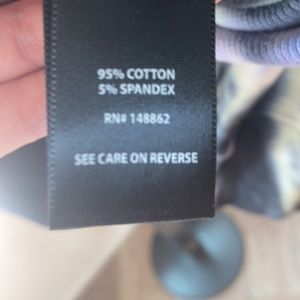 95% COTTON
5% SPANDEX
RN# 148862
SEE CARE ON REVERSE